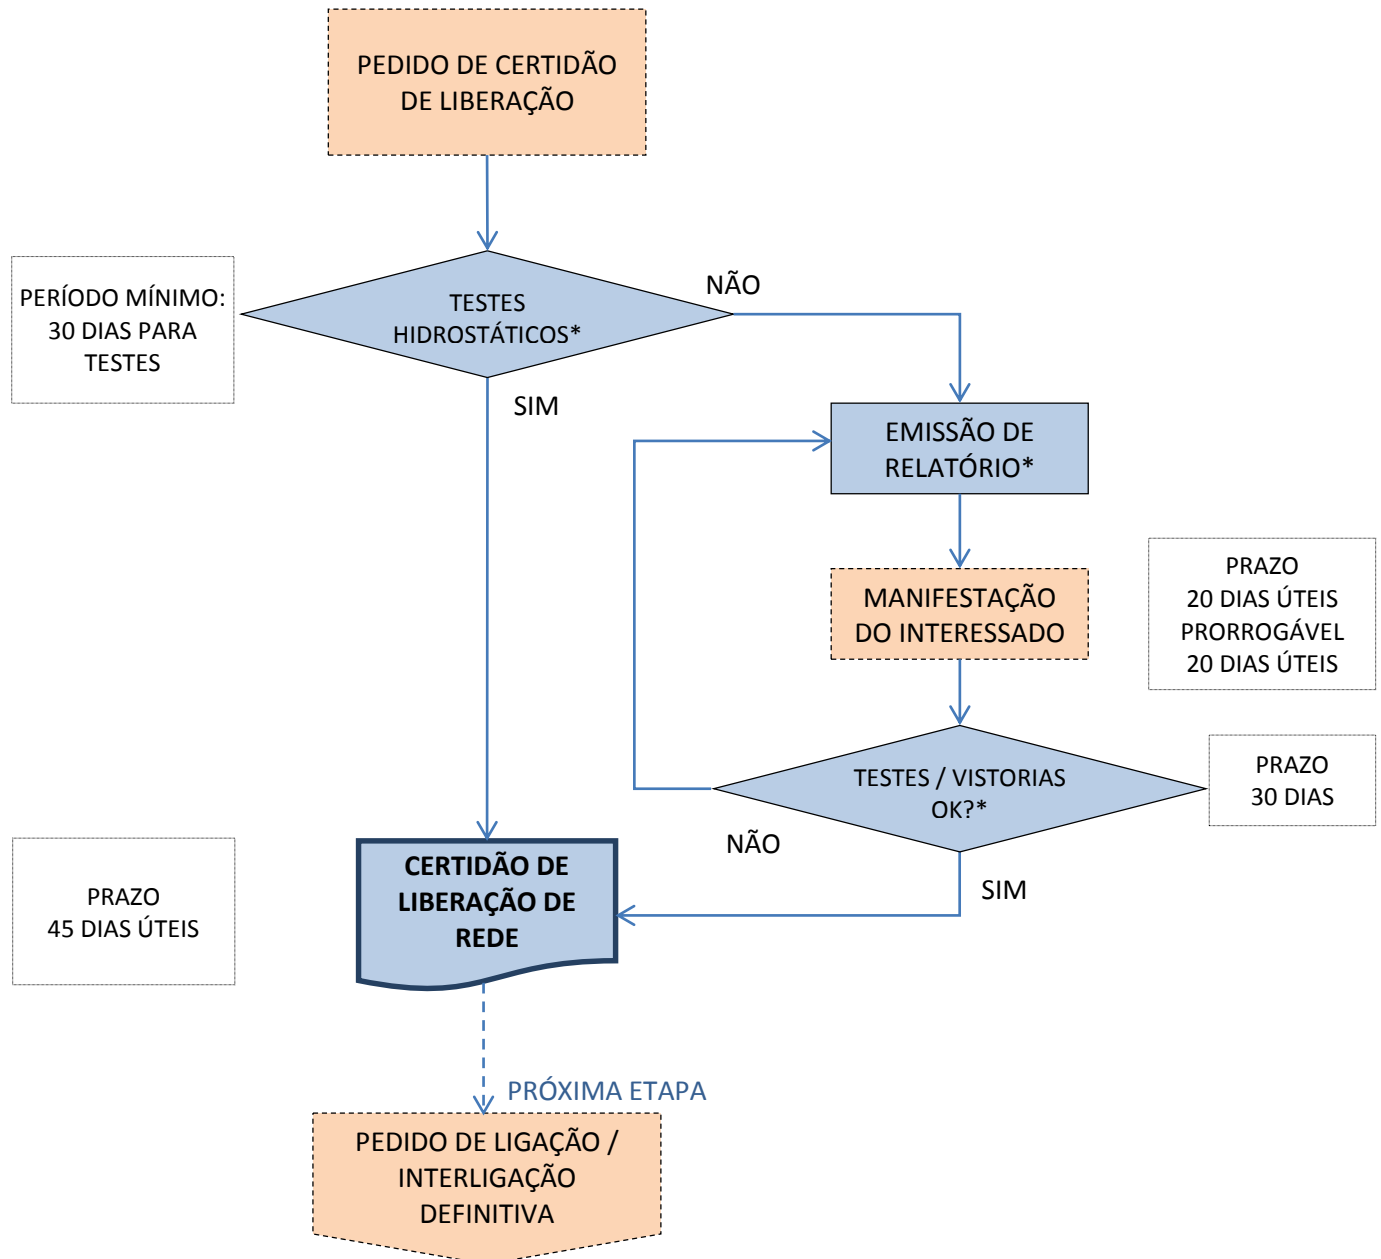 PEDIDO DE CERTIDÃO
DE LIBERAÇÃO
PERÍODO MÍNIMO:
30 DIAS PARA
TESTES
TESTES
HIDROSTÁTICOS*
NÃO
SIM
EMISSÃO DE
RELATÓRIO*
MANIFESTAÇÃO
DO INTERESSADO
PRAZO
20 DIAS ÚTEIS
PRORROGÁVEL
20 DIAS ÚTEIS
TESTES / VISTORIAS
OK?*
PRAZO
30 DIAS
NÃO
SIM
PRAZO
45 DIAS ÚTEIS
CERTIDÃO DE
LIBERAÇÃO DE
REDE
PRÓXIMA ETAPA
PEDIDO DE LIGAÇÃO /
INTERLIGAÇÃO
DEFINITIVA